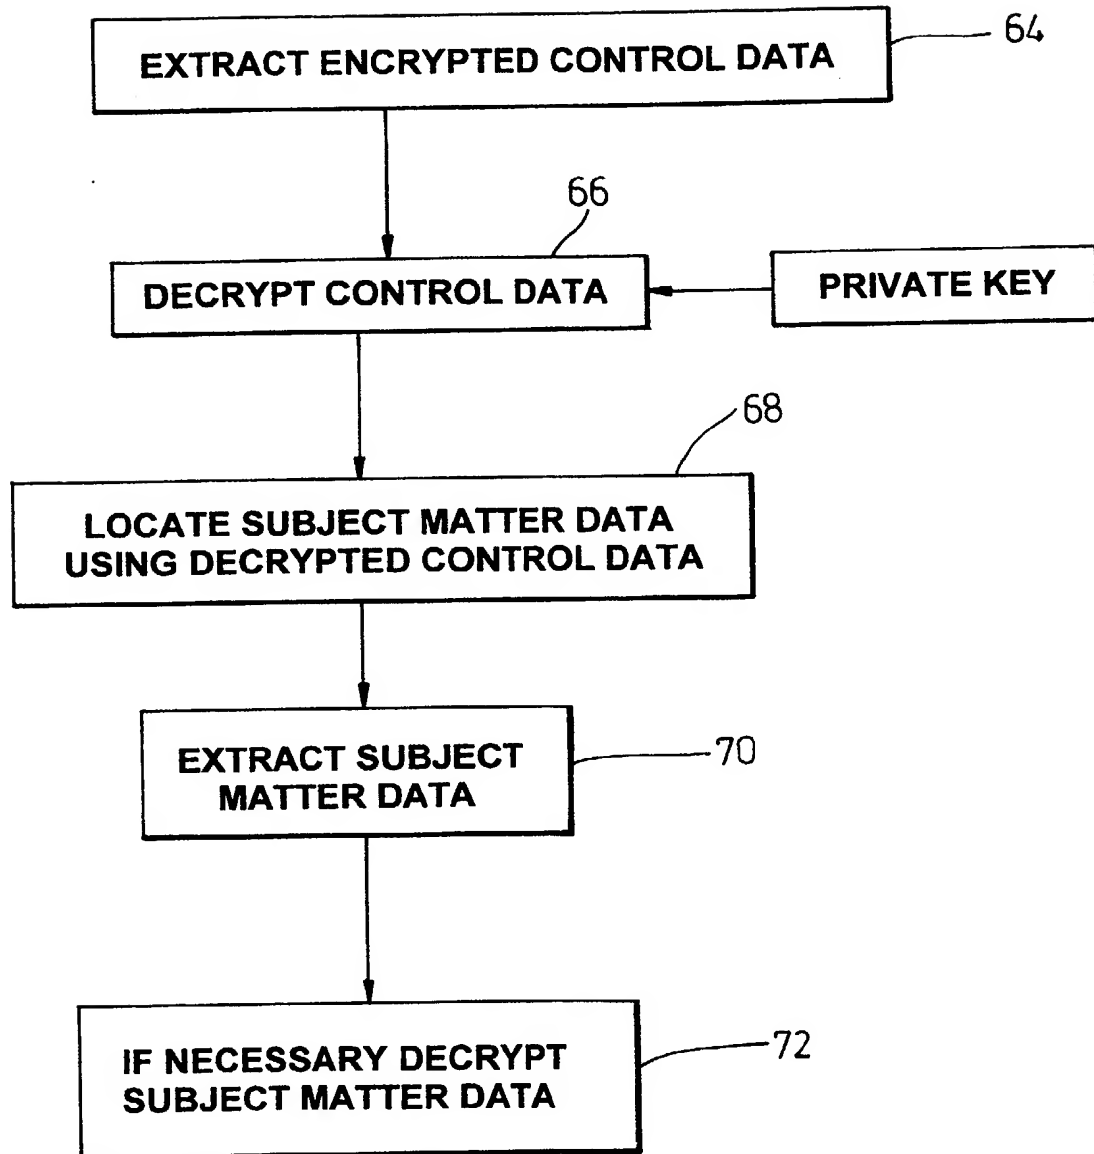 EXTRACT ENCRYPTED CONTROL DATA
64
66
DECRYPT CONTROL DATA
PRIVATE KEY
68
LOCATE SUBJECT MATTER DATA
USING DECRYPTED CONTROL DATA
EXTRACT SUBJECT
MATTER DATA
70
IF NECESSARY DECRYPT
SUBJECT MATTER DATA
72